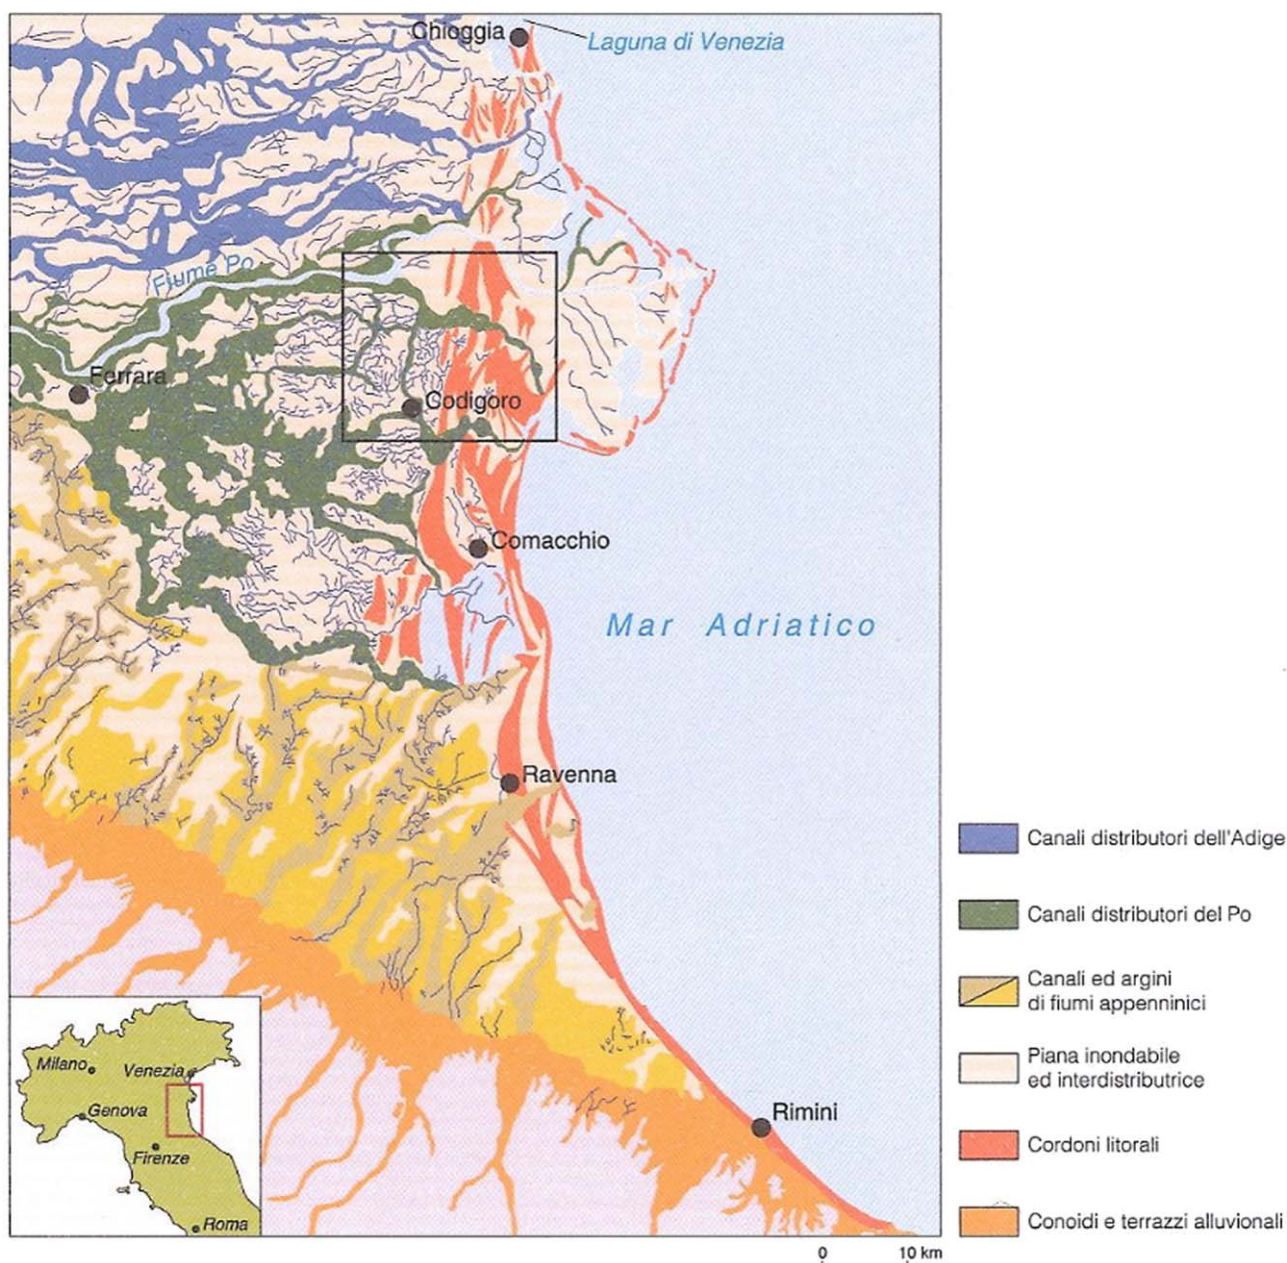 Chioggia
Laguna di Venezia
Fiume Po
Ferrara
Codigoro
Comacchio
Mar Adriatico
Ravenna
Rimini
Milano
Venezia
Genova
Firenze
Roma
Canali distributori dell'Adige
Canali distributori del Po
Canali ed argini
di fiumi appenninici
Piana inondabile
ed interdistributrice
Cordoni litorali
Conoidi e terrazzi alluvionali
0 10 km